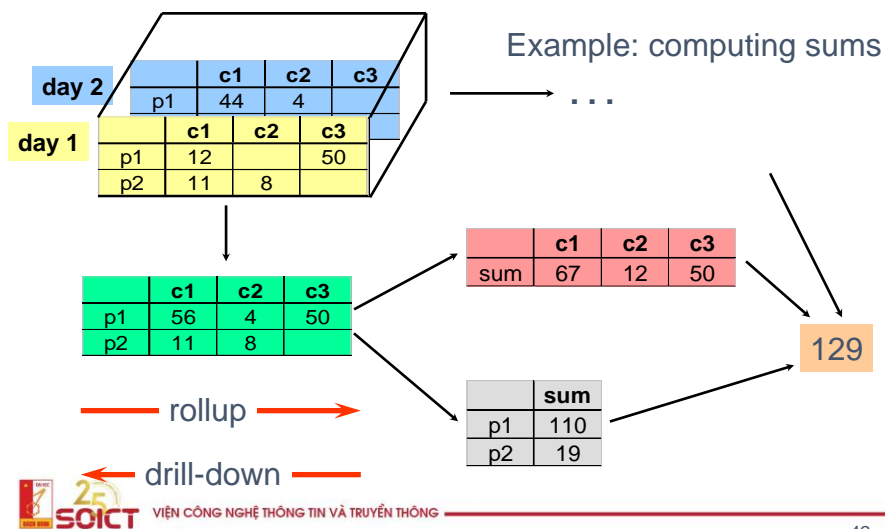 Example: computing sums
day 2
c1 c2 c3
p1 44 4
. . .
day 1
c1 c2 c3
p1 12 50
p2 11 8
c1 c2 c3
sum 67 12 50
c1 c2 c3
p1 56 4 50
p2 11 8
129
sum
p1 110
p2 19
rollup
drill-down
25
SOICT VIỆN CÔNG NGHỆ THÔNG TIN VÀ TRUYỀN THÔNG